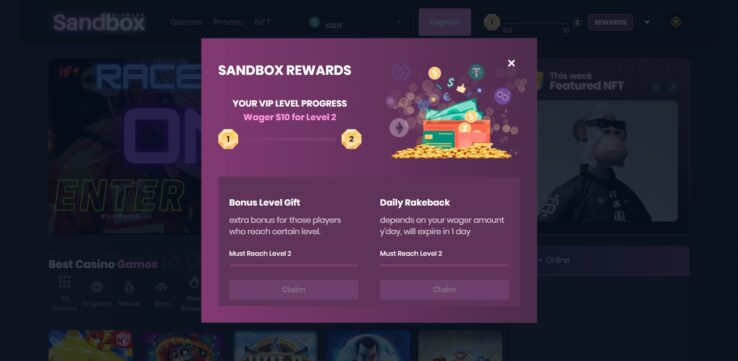 Sandbox
Games Promo NFT
USDT
Deposit
1
2
0.0
10
REWARDS
SANDBOX REWARDS
YOUR VIP LEVEL PROGRESS
Wager $10 for Level 2
1
2
Bonus Level Gift
extra bonus for those players
who reach certain level.
Must Reach Level 2
Claim
Daily Rakeback
depends on your wager amount
y'day, will expire in 1 day
Must Reach Level 2
Claim
18+
RACE
ON
ENTER
This week
Featured NFT
Online
Best Casino Games
All
Games
Originals
Bonus
Slots
New